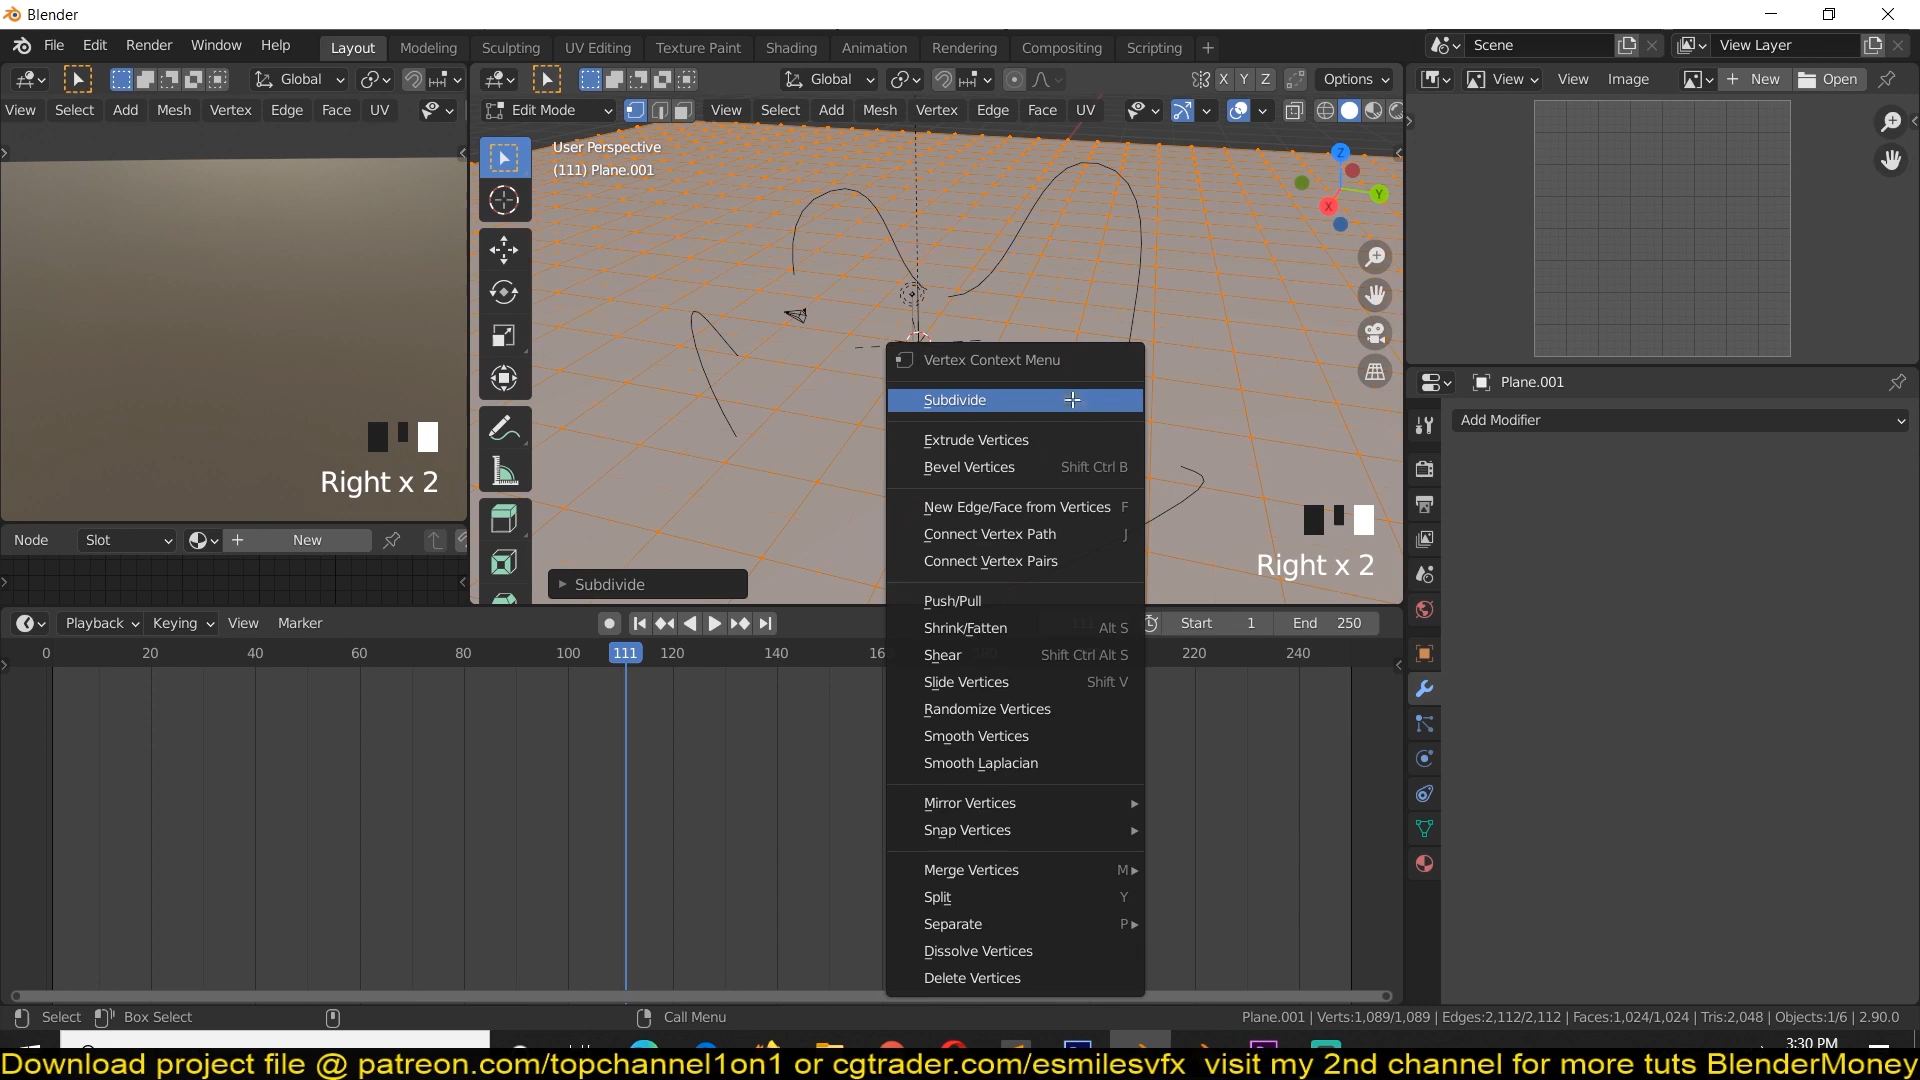 Blender
File Edit Render Window Help Layout Modeling Sculpting UV Editing Texture Paint Shading Animation Rendering Compositing Scripting + Scene View Layer
Global Global X Y Z Options View View Image + New Open
View Select Add Mesh Vertex Edge Face UV Edit Mode View Select Add Mesh Vertex Edge Face UV
User Perspective
(111) Plane.001
Z
Y
X
Vertex Context Menu
Plane.001
Subdivide
Add Modifier
Extrude Vertices
Bevel Vertices Shift Ctrl B
Right x 2
New Edge/Face from Vertices F
Connect Vertex Path J
Node Slot + New
Connect Vertex Pairs
Right x 2
Subdivide
Push/Pull
Playback Keying View Marker Start 1 End 250
Shrink/Fatten Alt S
0 20 40 60 80 100 111 120 140 220 240
Shear Shift Ctrl Alt S
Slide Vertices Shift V
Randomize Vertices
Smooth Vertices
Smooth Laplacian
Mirror Vertices
Snap Vertices
Merge Vertices M
Split Y
Separate P
Dissolve Vertices
Delete Vertices
Select Box Select Call Menu Plane.001 | Verts:1,089/1,089 | Edges:2,112/2,112 | Faces:1,024/1,024 | Tris:2,048 | Objects:1/6 | 2.90.0
3:30 PM
Download project file @ patreon.com/topchannel1on1 or cgtrader.com/esmilesvfx visit my 2nd channel for more tuts BlenderMoney